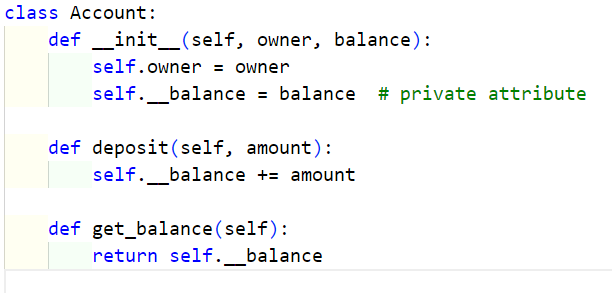 class Account:
    def __init__(self, owner, balance):
        self.owner = owner
        self.__balance = balance  # private attribute

    def deposit(self, amount):
        self.__balance += amount

    def get_balance(self):
        return self.__balance